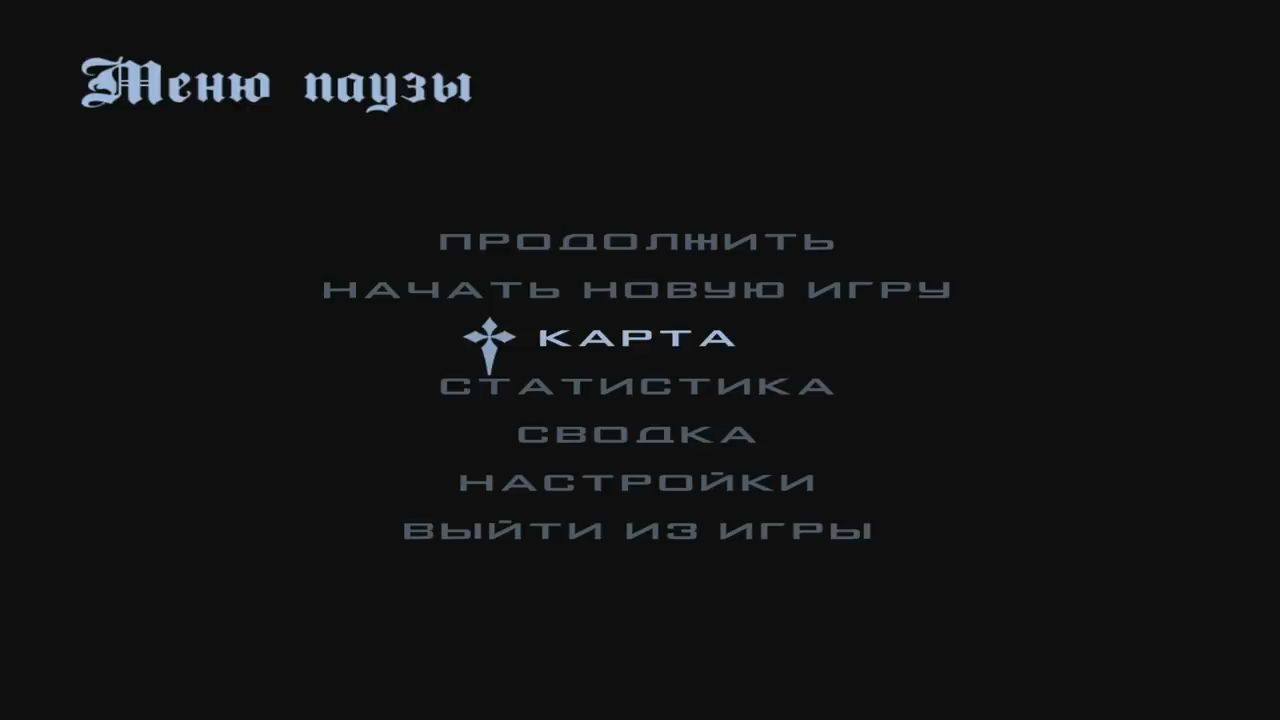 Меню паузы
ПРОДОЛЖИТЬ
НАЧАТЬ НОВУЮ ИГРУ
КАРТА
СТАТИСТИКА
СВОДКА
НАСТРОЙКИ
ВЫЙТИ ИЗ ИГРЫ